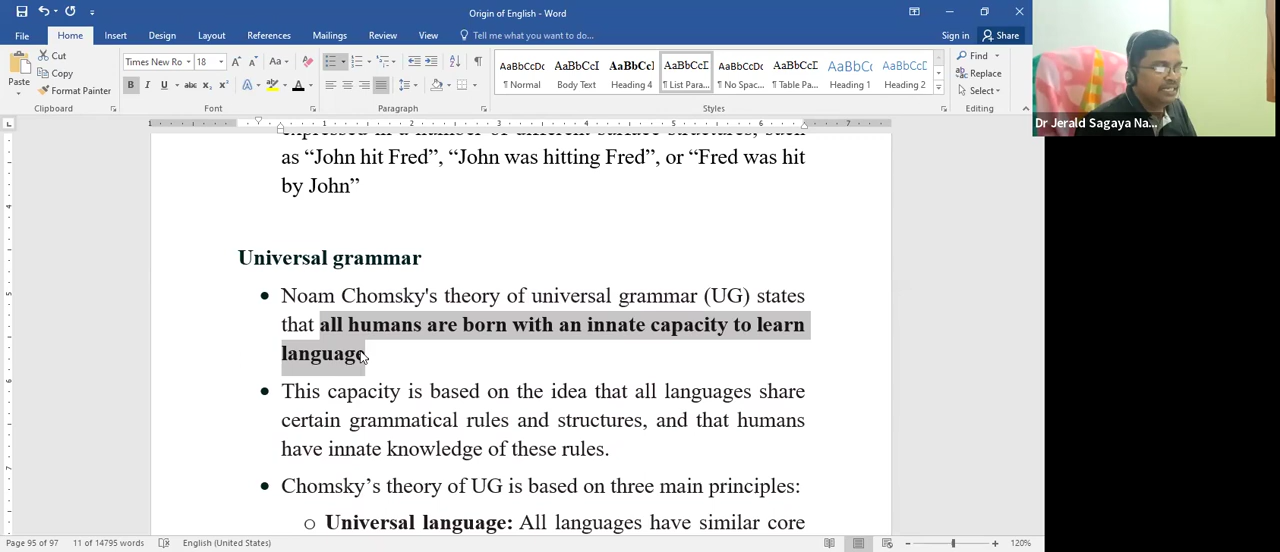 Origin of English - Word
File Home Insert Design Layout References Mailings Review View Tell me what you want to do... Sign in Share
Paste Cut Copy Format Painter Clipboard
Times New Ro 18 Font
Paragraph
AaBbCcDc ¶ Normal
AaBbCcI Body Text
AaBbCcI Heading 4
AaBbCcI ¶ List Para...
AaBbCcDc ¶ No Spac...
AaBbCcI ¶ Table Pa...
AaBbCc Heading 1
AaBbCcI Heading 2
Styles
Find Replace Select Editing
Dr Jerald Sagaya Na...
as “John hit Fred”, “John was hitting Fred”, or “Fred was hit
by John”
Universal grammar
• Noam Chomsky's theory of universal grammar (UG) states
that all humans are born with an innate capacity to learn
language
• This capacity is based on the idea that all languages share
certain grammatical rules and structures, and that humans
have innate knowledge of these rules.
• Chomsky’s theory of UG is based on three main principles:
o Universal language: All languages have similar core
Page 95 of 97 11 of 14795 words English (United States) 120%